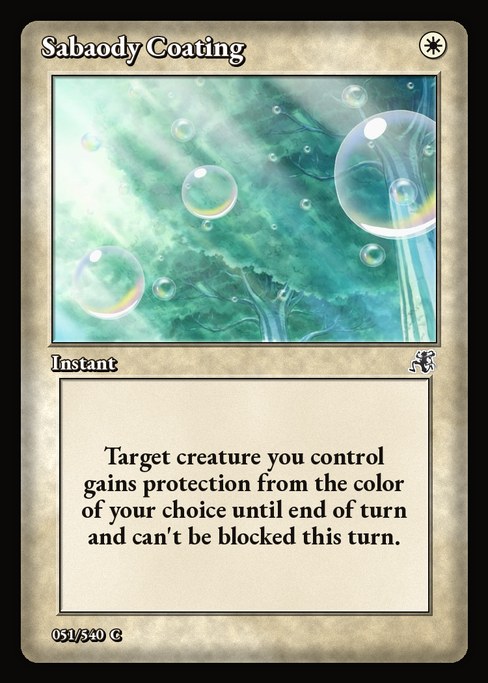 Sabaody Coating
Instant
Target creature you control
gains protection from the color
of your choice until end of turn
and can't be blocked this turn.
051/540 C